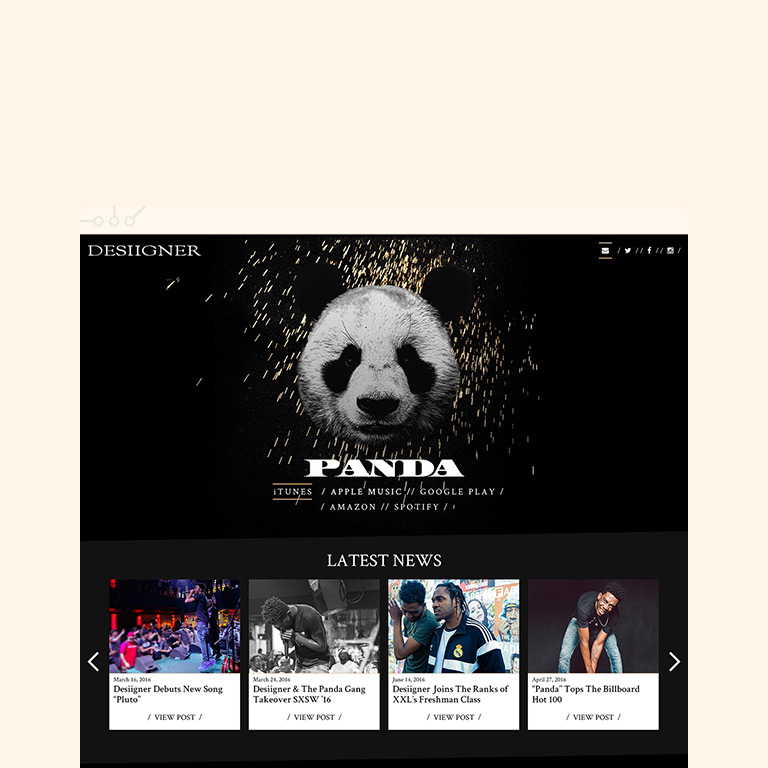 DESIIGNER
/ / / / / / /
PANDA
iTUNES / APPLE MUSIC // GOOGLE PLAY /
/ AMAZON // SPOTIFY /
LATEST NEWS
March 16, 2016
Desiigner Debuts New Song
“Pluto”
/ VIEW POST /
March 24, 2016
Desiigner & The Panda Gang
Takeover SXSW ’16
/ VIEW POST /
June 14, 2016
Desiigner Joins The Ranks of
XXL’s Freshman Class
/ VIEW POST /
April 27, 2016
“Panda” Tops The Billboard
Hot 100
/ VIEW POST /